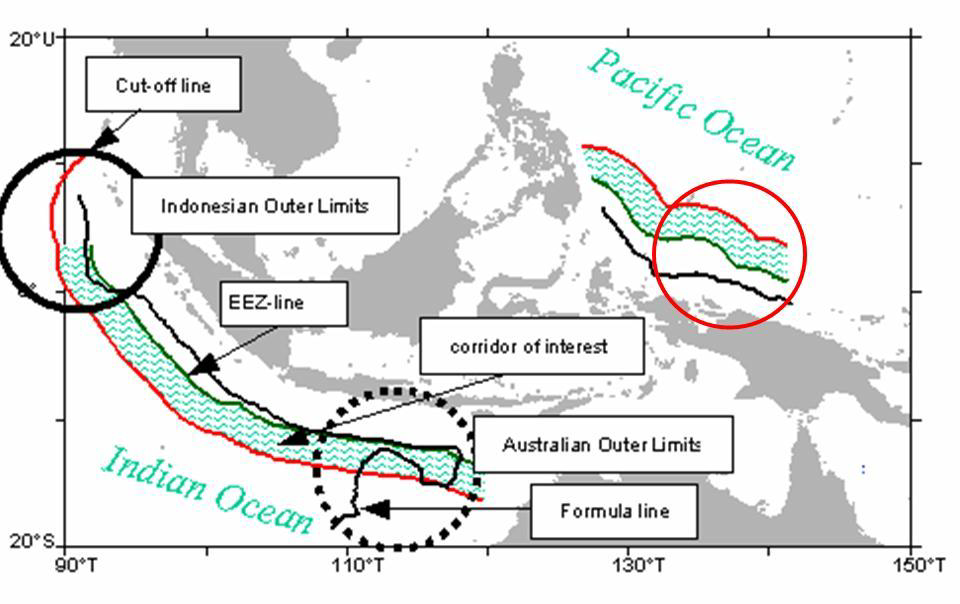 20°U
Pacific Ocean
Cut-off line
Indonesian Outer Limits
EEZ-line
corridor of interest
Australian Outer Limits
Indian Ocean
Formula line
20°S
90°T
110°T
130°T
150°T